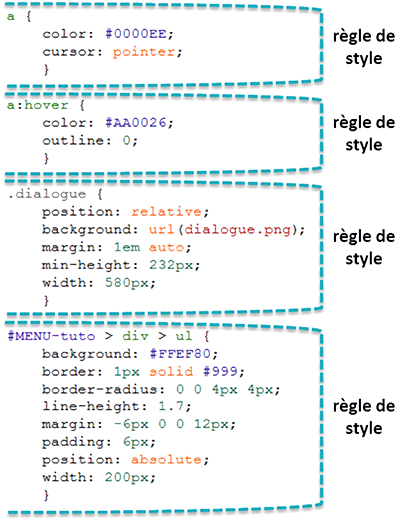 a {
color: #0000EE;
cursor: pointer;
}
règle de
style
a:hover {
color: #AA0026;
outline: 0;
}
règle de
style
.dialogue {
position: relative;
background: url(dialogue.png);
margin: 1em auto;
min-height: 232px;
width: 580px;
}
règle de
style
#MENU-tuto > div > ul {
background: #FFEF80;
border: 1px solid #999;
border-radius: 0 0 4px 4px;
line-height: 1.7;
margin: -6px 0 0 12px;
padding: 6px;
position: absolute;
width: 200px;
}
règle de
style